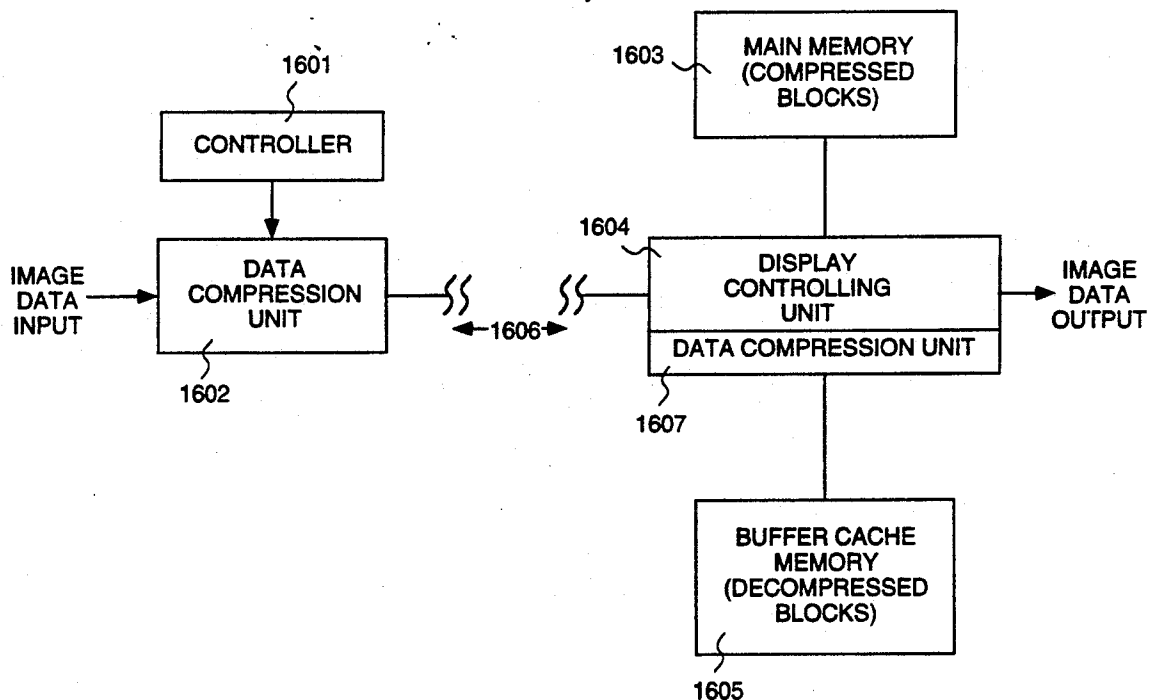 1601
CONTROLLER
IMAGE
DATA
INPUT
DATA
COMPRESSION
UNIT
1602
1606
1603
MAIN MEMORY
(COMPRESSED
BLOCKS)
1604
DISPLAY
CONTROLLING
UNIT
DATA COMPRESSION UNIT
1607
IMAGE
DATA
OUTPUT
BUFFER CACHE
MEMORY
(DECOMPRESSED
BLOCKS)
1605